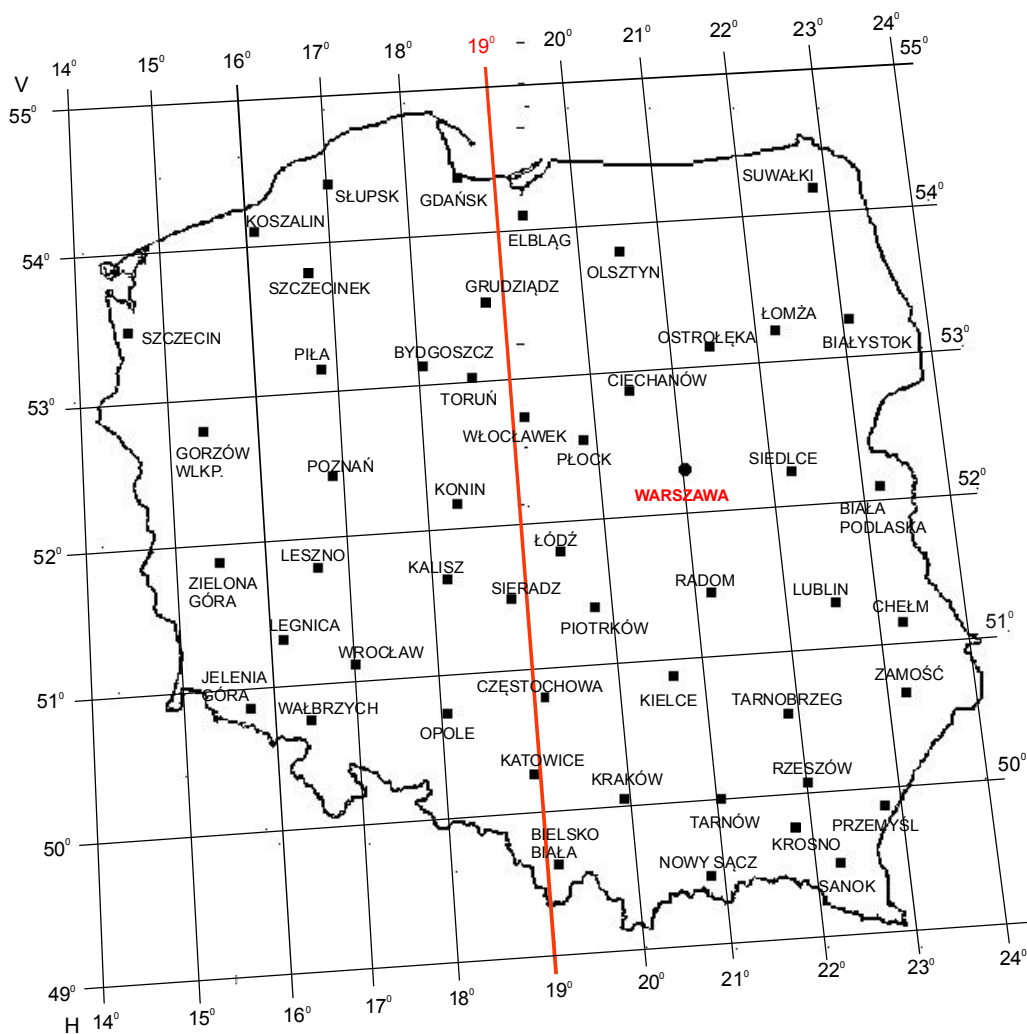 14⁰ 15⁰ 16⁰ 17⁰ 18⁰ 19⁰ 20⁰ 21⁰ 22⁰ 23⁰ 24⁰
55⁰
V
55⁰
SUWAŁKI
SŁUPSK
GDAŃSK
54⁰
KOSZALIN
ELBLĄG
54⁰
OLSZTYN
SZCZECINEK
GRUDZIĄDZ
ŁOMŻA
SZCZECIN
OSTROŁĘKA
BIAŁYSTOK
53⁰
PIŁA
BYDGOSZCZ
CIECHANÓW
TORUŃ
53⁰
WŁOCŁAWEK
GORZÓW
WLKP.
PŁOCK
SIEDLCE
POZNAŃ
52⁰
KONIN
WARSZAWA
BIAŁA
PODLASKA
ŁÓDŹ
52⁰
LESZNO
KALISZ
ZIELONA
GÓRA
SIERADZ
RADOM
LUBLIN
CHEŁM
LEGNICA
PIOTRKÓW
51⁰
WROCŁAW
JELENIA
GÓRA
CZĘSTOCHOWA
ZAMOŚĆ
51⁰
WAŁBRZYCH
KIELCE
TARNOBRZEG
OPOLE
KATOWICE
RZESZÓW
50⁰
KRAKÓW
TARNÓW
PRZEMYŚL
BIELSKO
BIAŁA
KROSNO
50⁰
NOWY SĄCZ
SANOK
49⁰
H
14⁰ 15⁰ 16⁰ 17⁰ 18⁰ 19⁰ 20⁰ 21⁰ 22⁰ 23⁰ 24